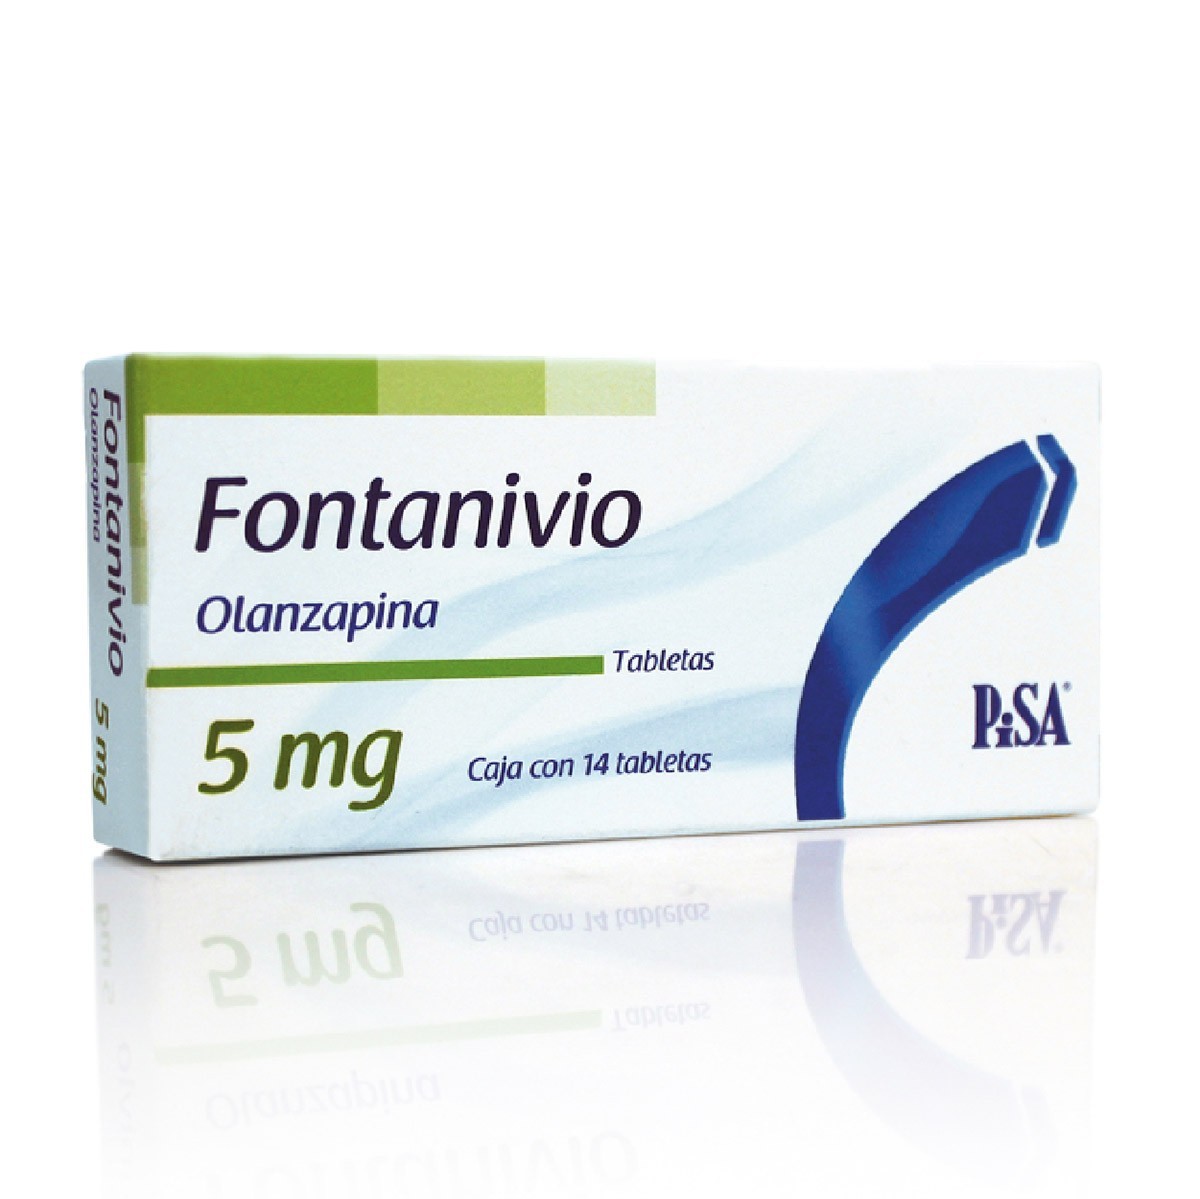 Fontanivio
Olanzapina
Tabletas
5 mg
Caja con 14 tabletas
PiSA®
Fontanivio
Olanzapina
5 mg